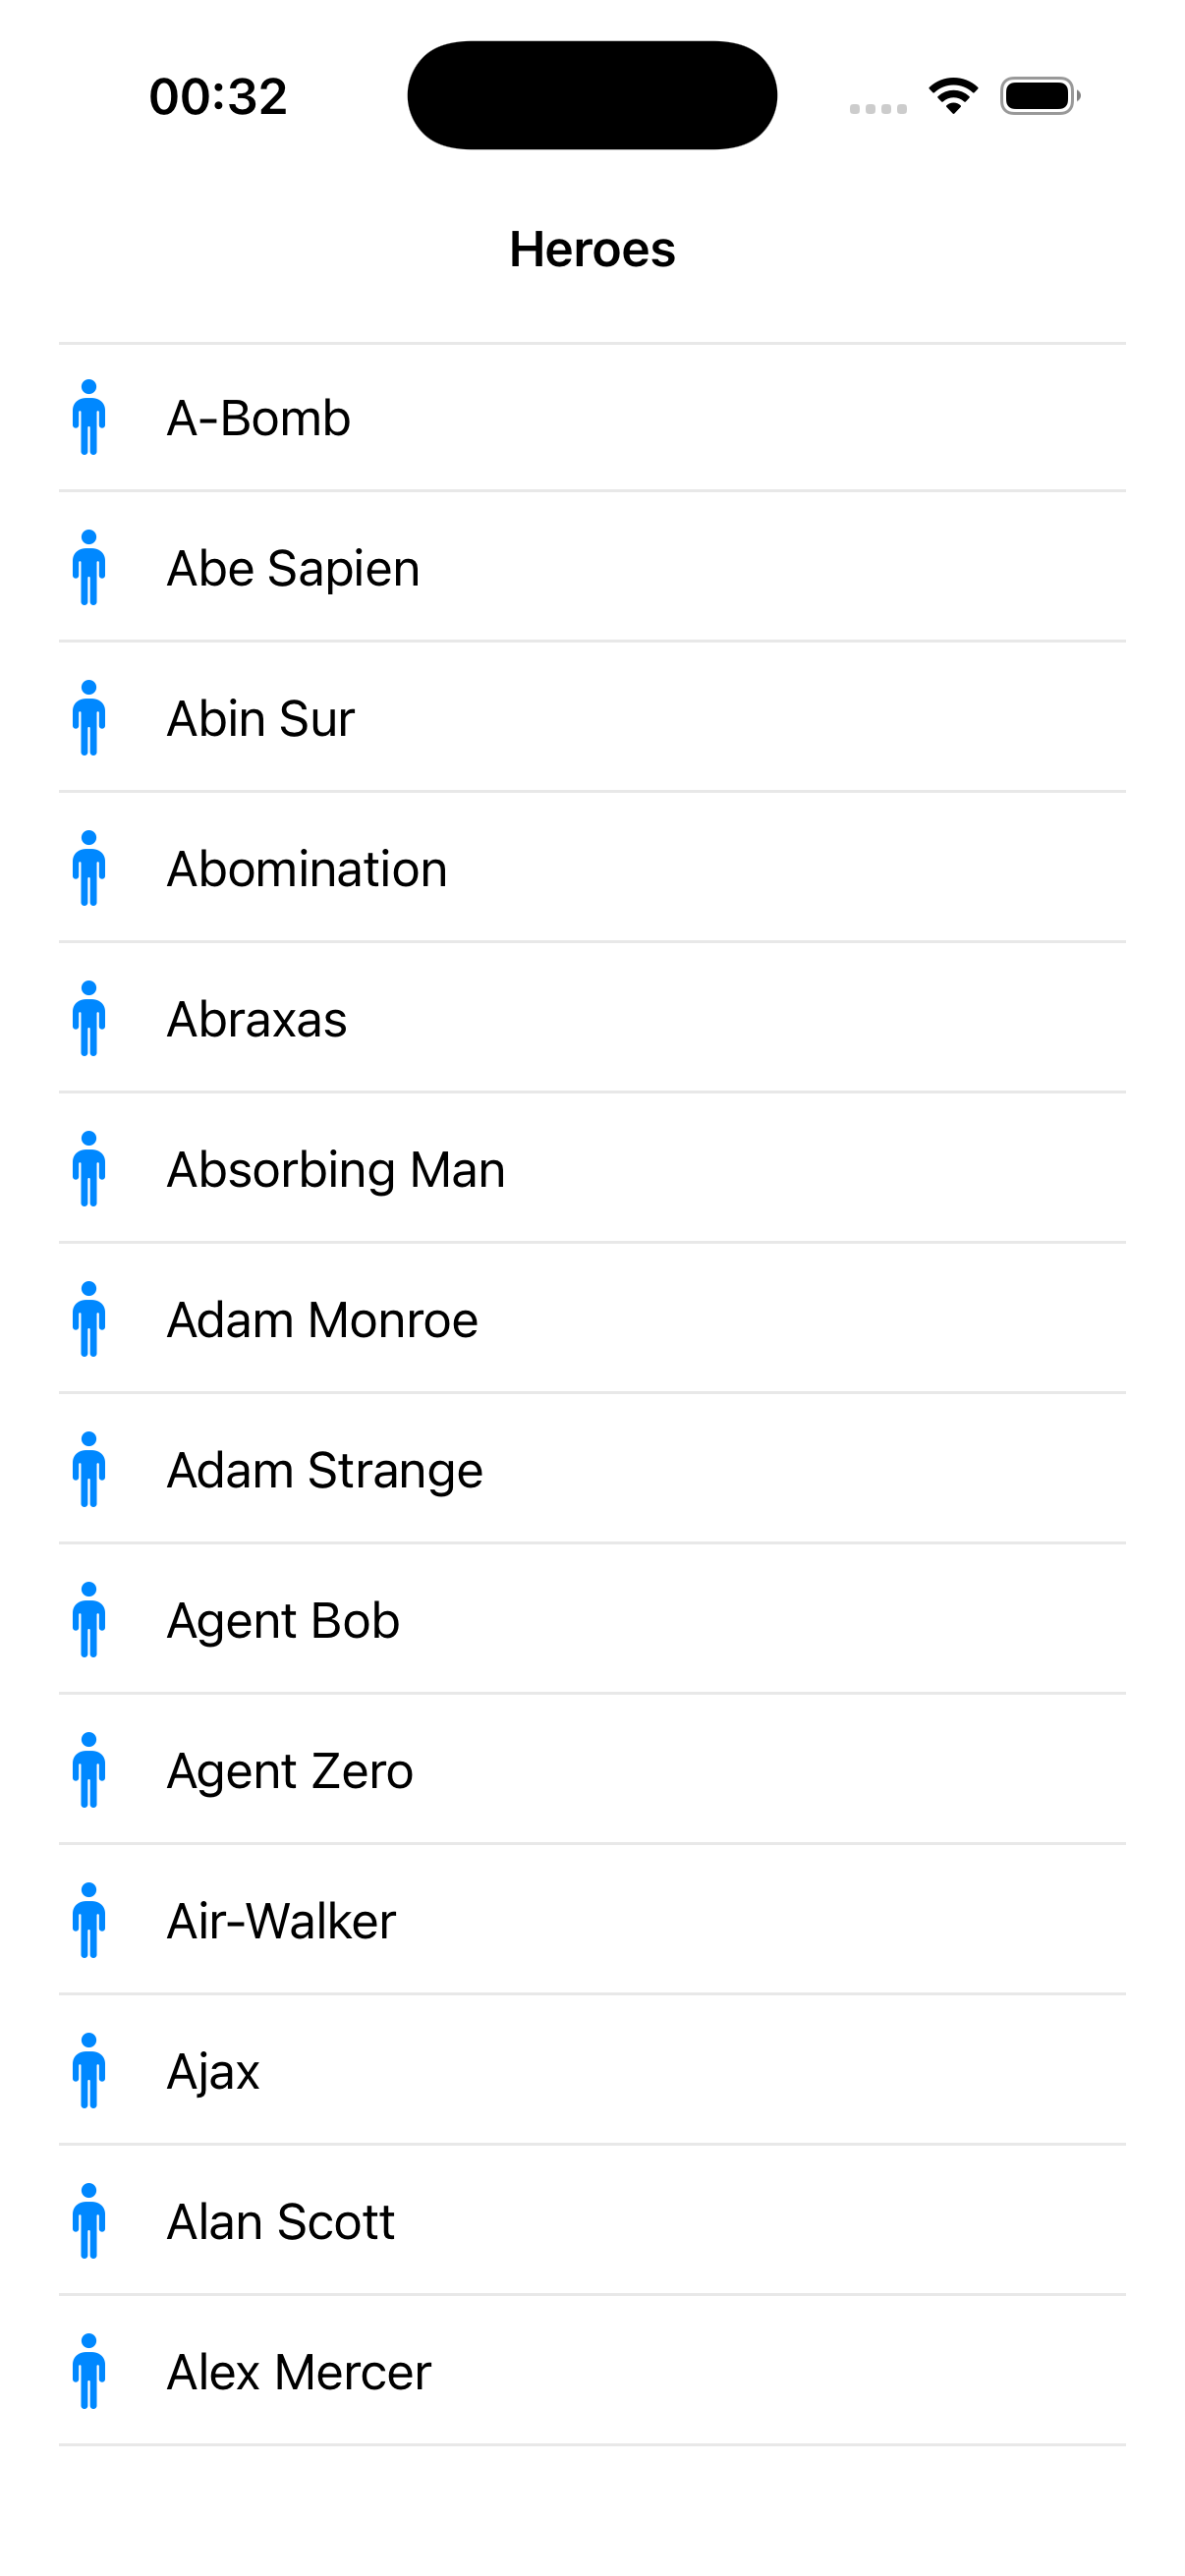 00:32
Heroes
A-Bomb
Abe Sapien
Abin Sur
Abomination
Abraxas
Absorbing Man
Adam Monroe
Adam Strange
Agent Bob
Agent Zero
Air-Walker
Ajax
Alan Scott
Alex Mercer